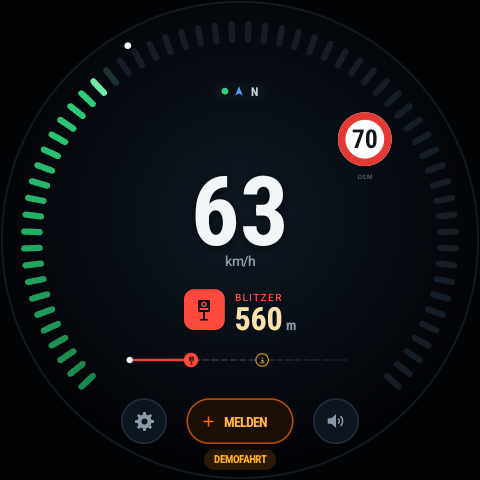 N
70
OSM
63
km/h
BLITZER
560 m
+ MELDEN
DEMOFAHRT